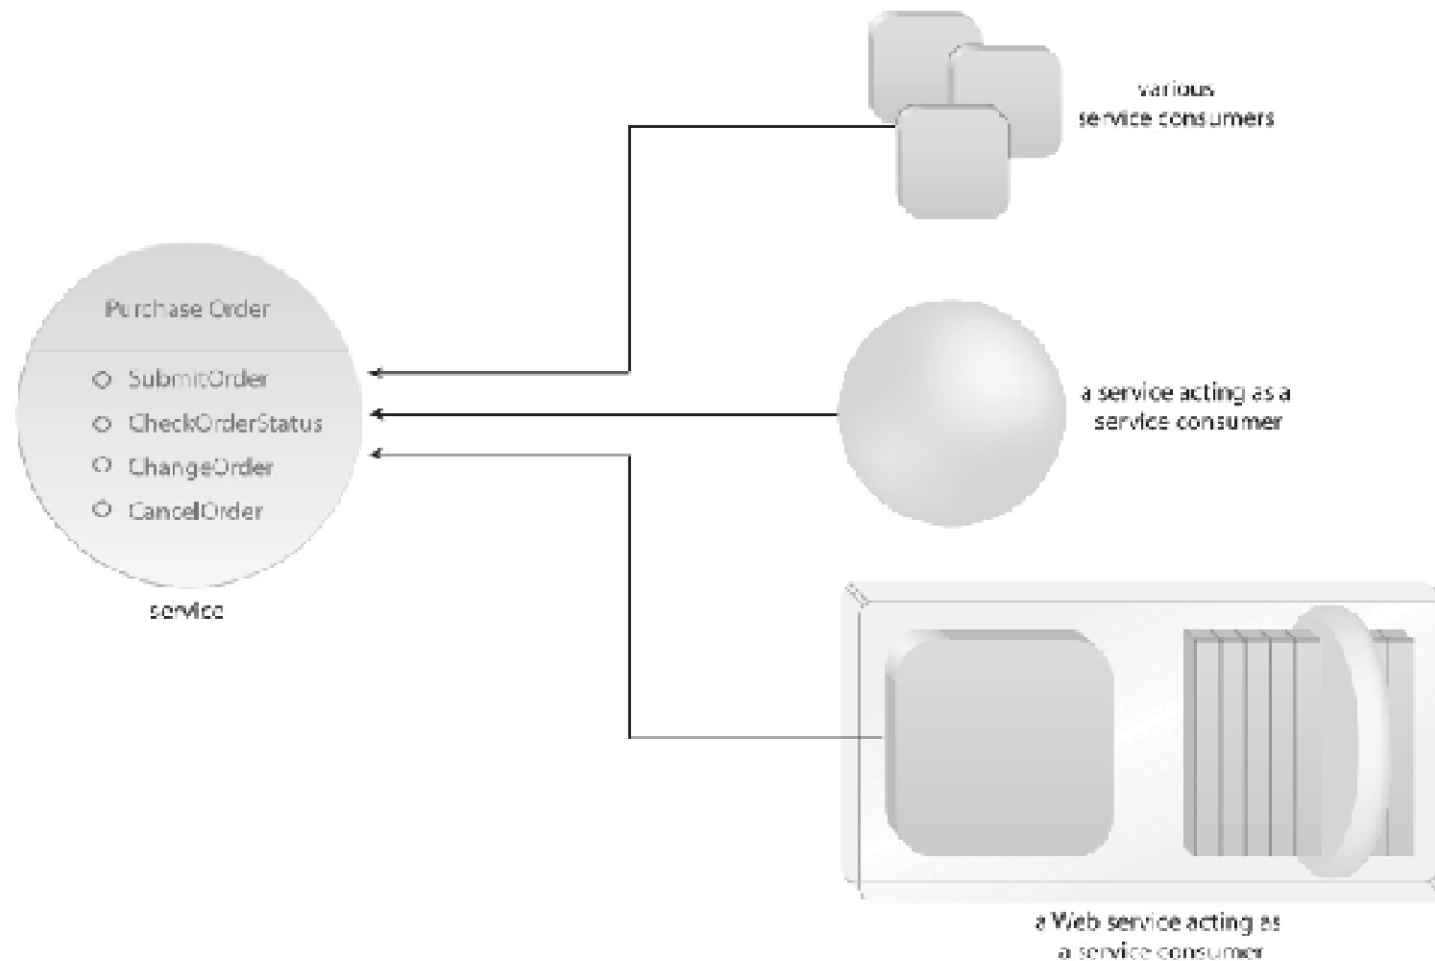 various
service consumers
Purchase Order
SubmitOrder
CheckOrderStatus
ChangeOrder
CancelOrder
service
a service acting as a
service consumer
a Web service acting as
a service consumer